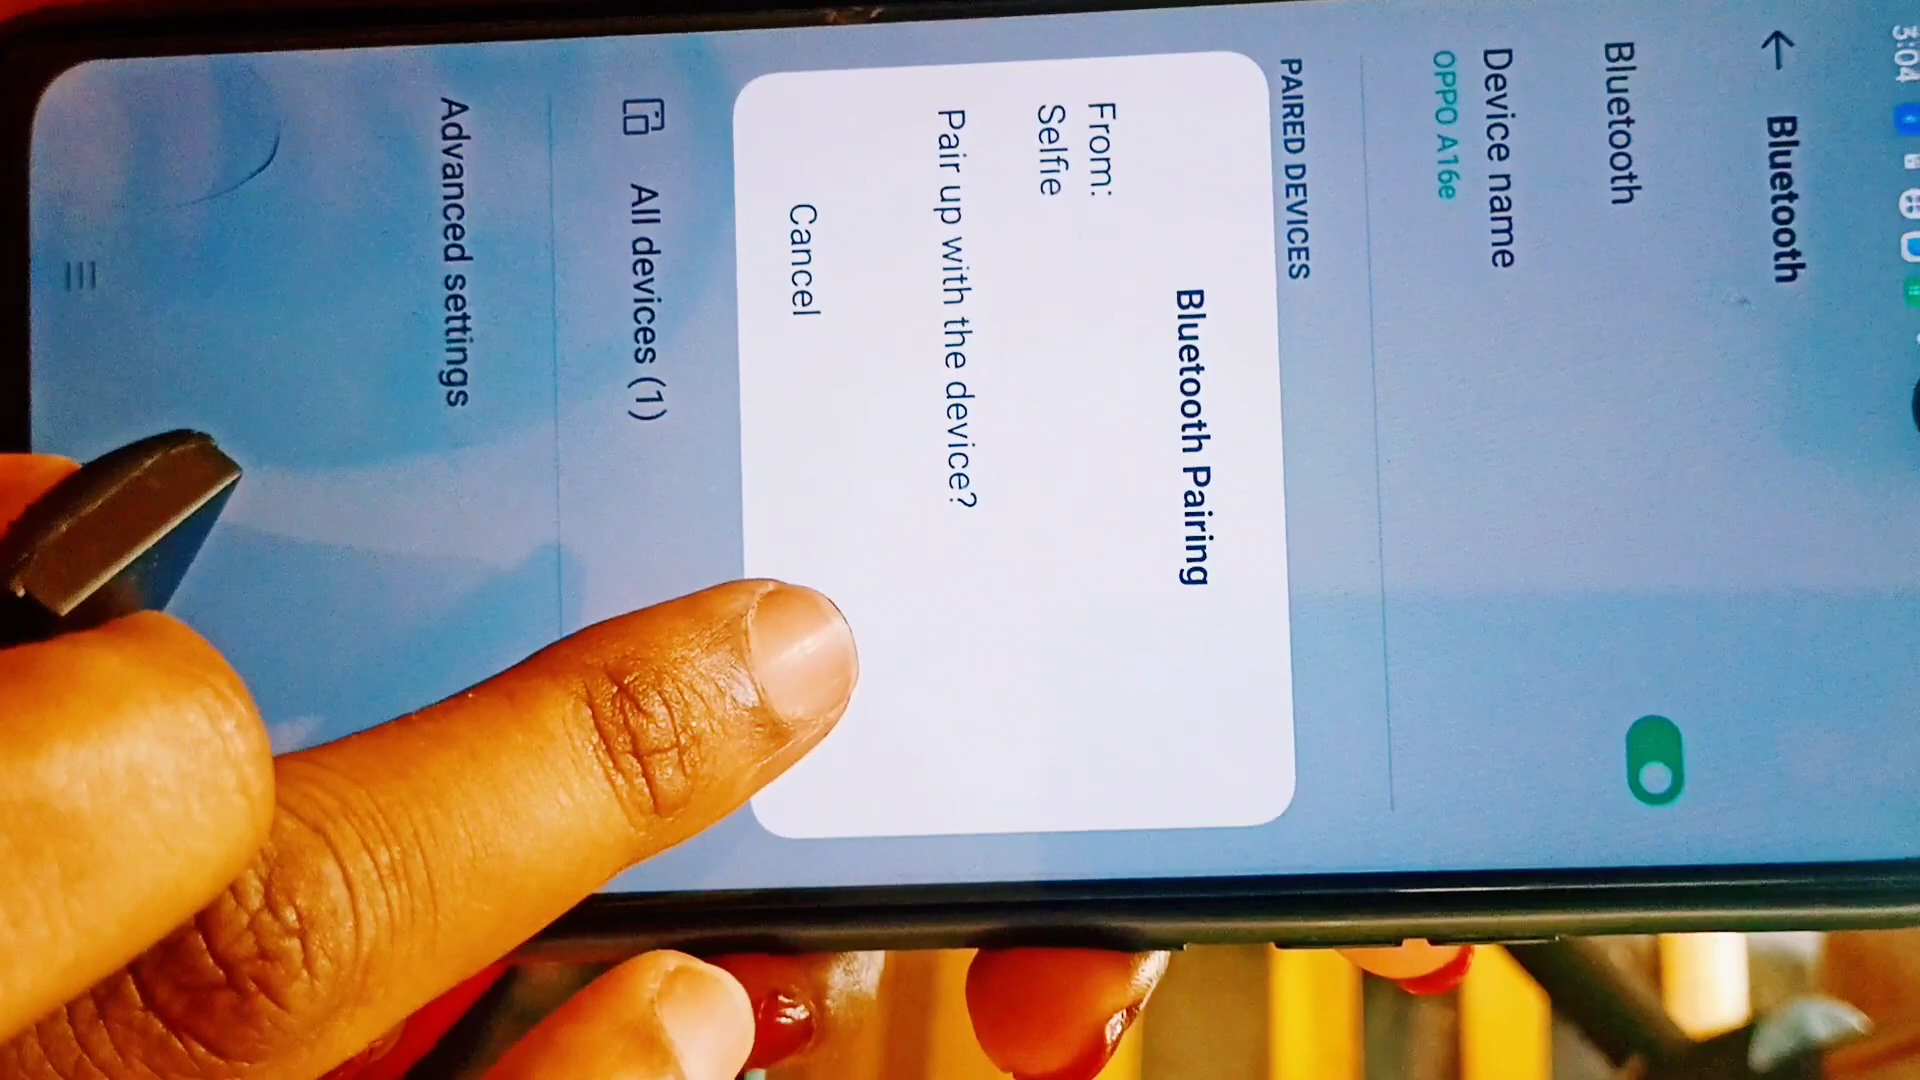 3:04
Bluetooth
Bluetooth
Device name
OPPO A16e
PAIRED DEVICES
Bluetooth Pairing
From:
Selfie
Pair up with the device?
Cancel
All devices (1)
Advanced settings